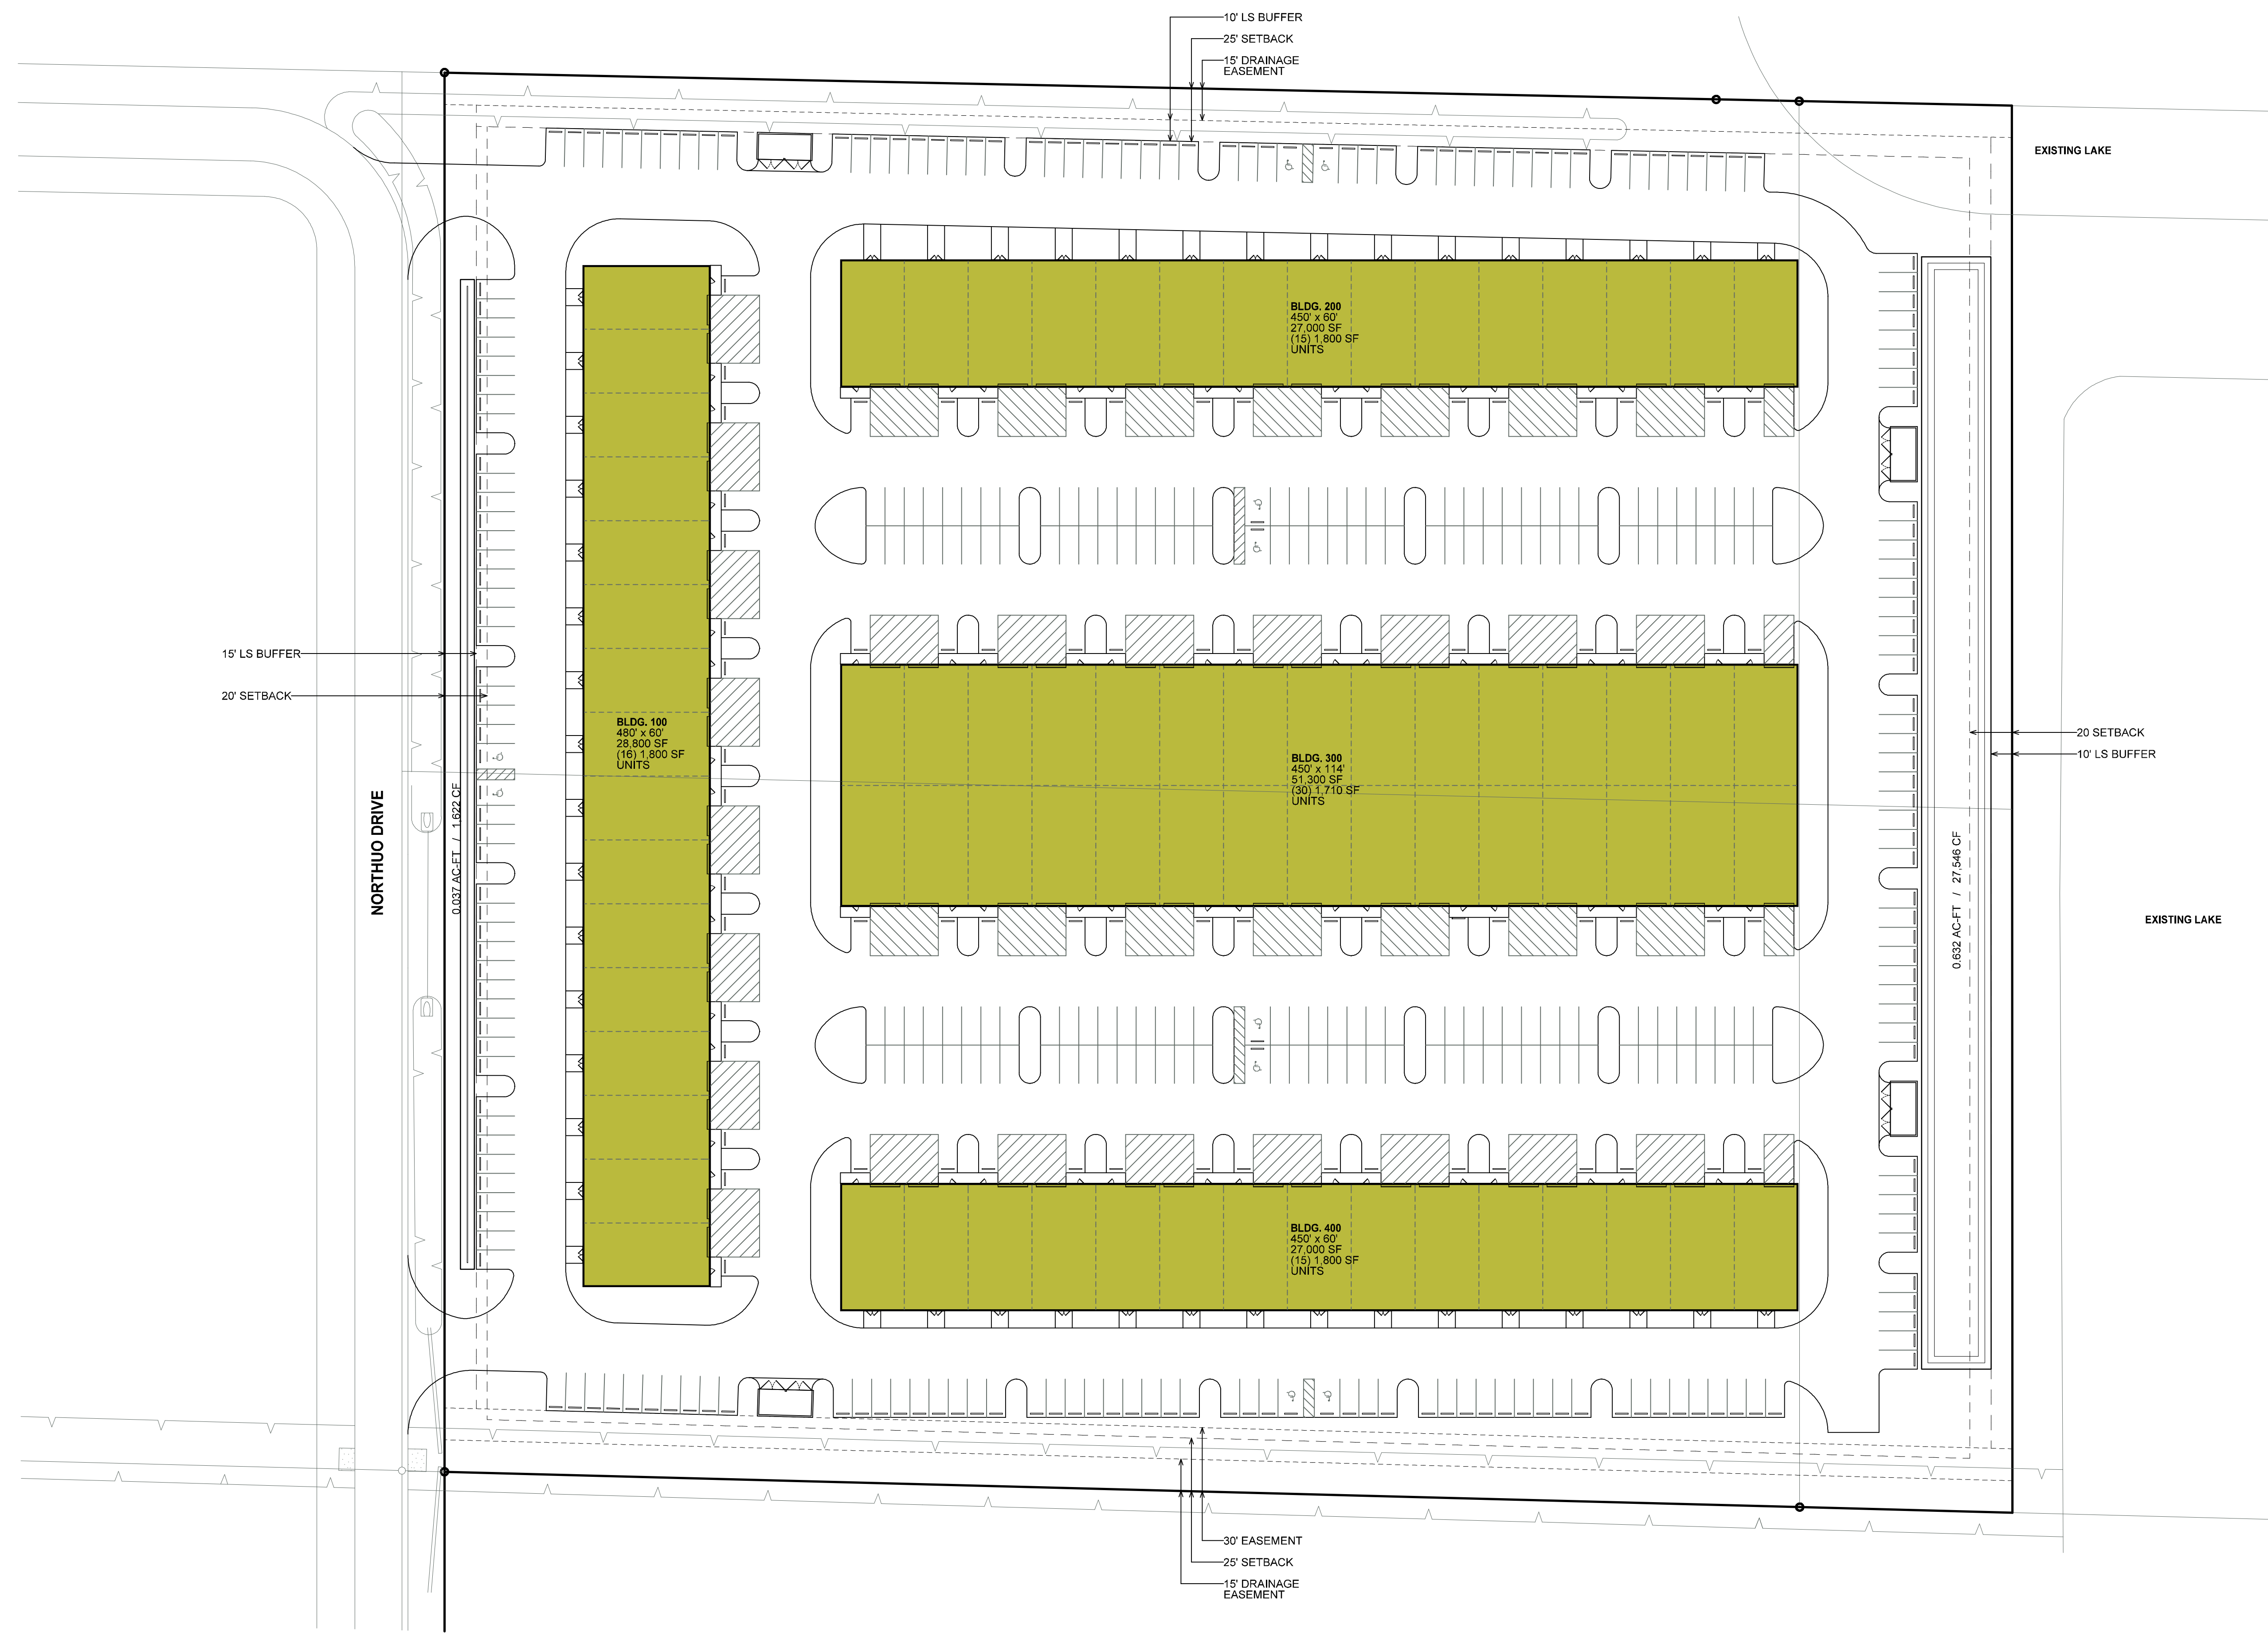 10' LS BUFFER
25' SETBACK
15' DRAINAGE
EASEMENT
EXISTING LAKE
BLDG. 200
450' x 60'
27,000 SF
(15) 1,800 SF
UNITS
15' LS BUFFER
20' SETBACK
BLDG. 100
480' x 60'
28,800 SF
(16) 1,800 SF
UNITS
BLDG. 300
450' x 114'
51,300 SF
(30) 1,710 SF
UNITS
20 SETBACK
10' LS BUFFER
NORTHUO DRIVE
0.037 AC-FT / 1,622 CF
0.632 AC-FT / 27,546 CF
EXISTING LAKE
BLDG. 400
450' x 60'
27,000 SF
(15) 1,800 SF
UNITS
30' EASEMENT
25' SETBACK
15' DRAINAGE
EASEMENT